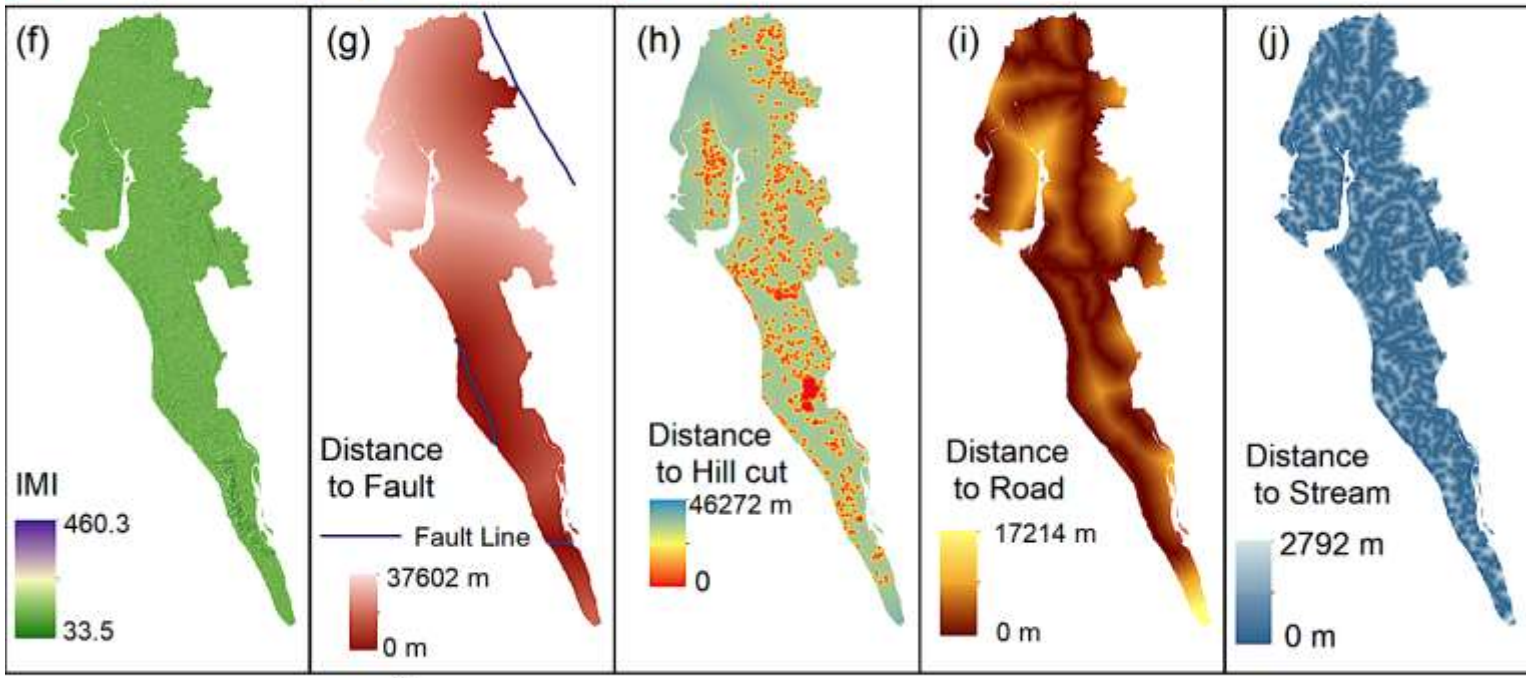 (f)
IMI
460.3
33.5
(g)
Distance
to Fault
Fault Line
37602 m
0 m
(h)
Distance
to Hill cut
46272 m
0
(i)
Distance
to Road
17214 m
0 m
(j)
Distance
to Stream
2792 m
0 m